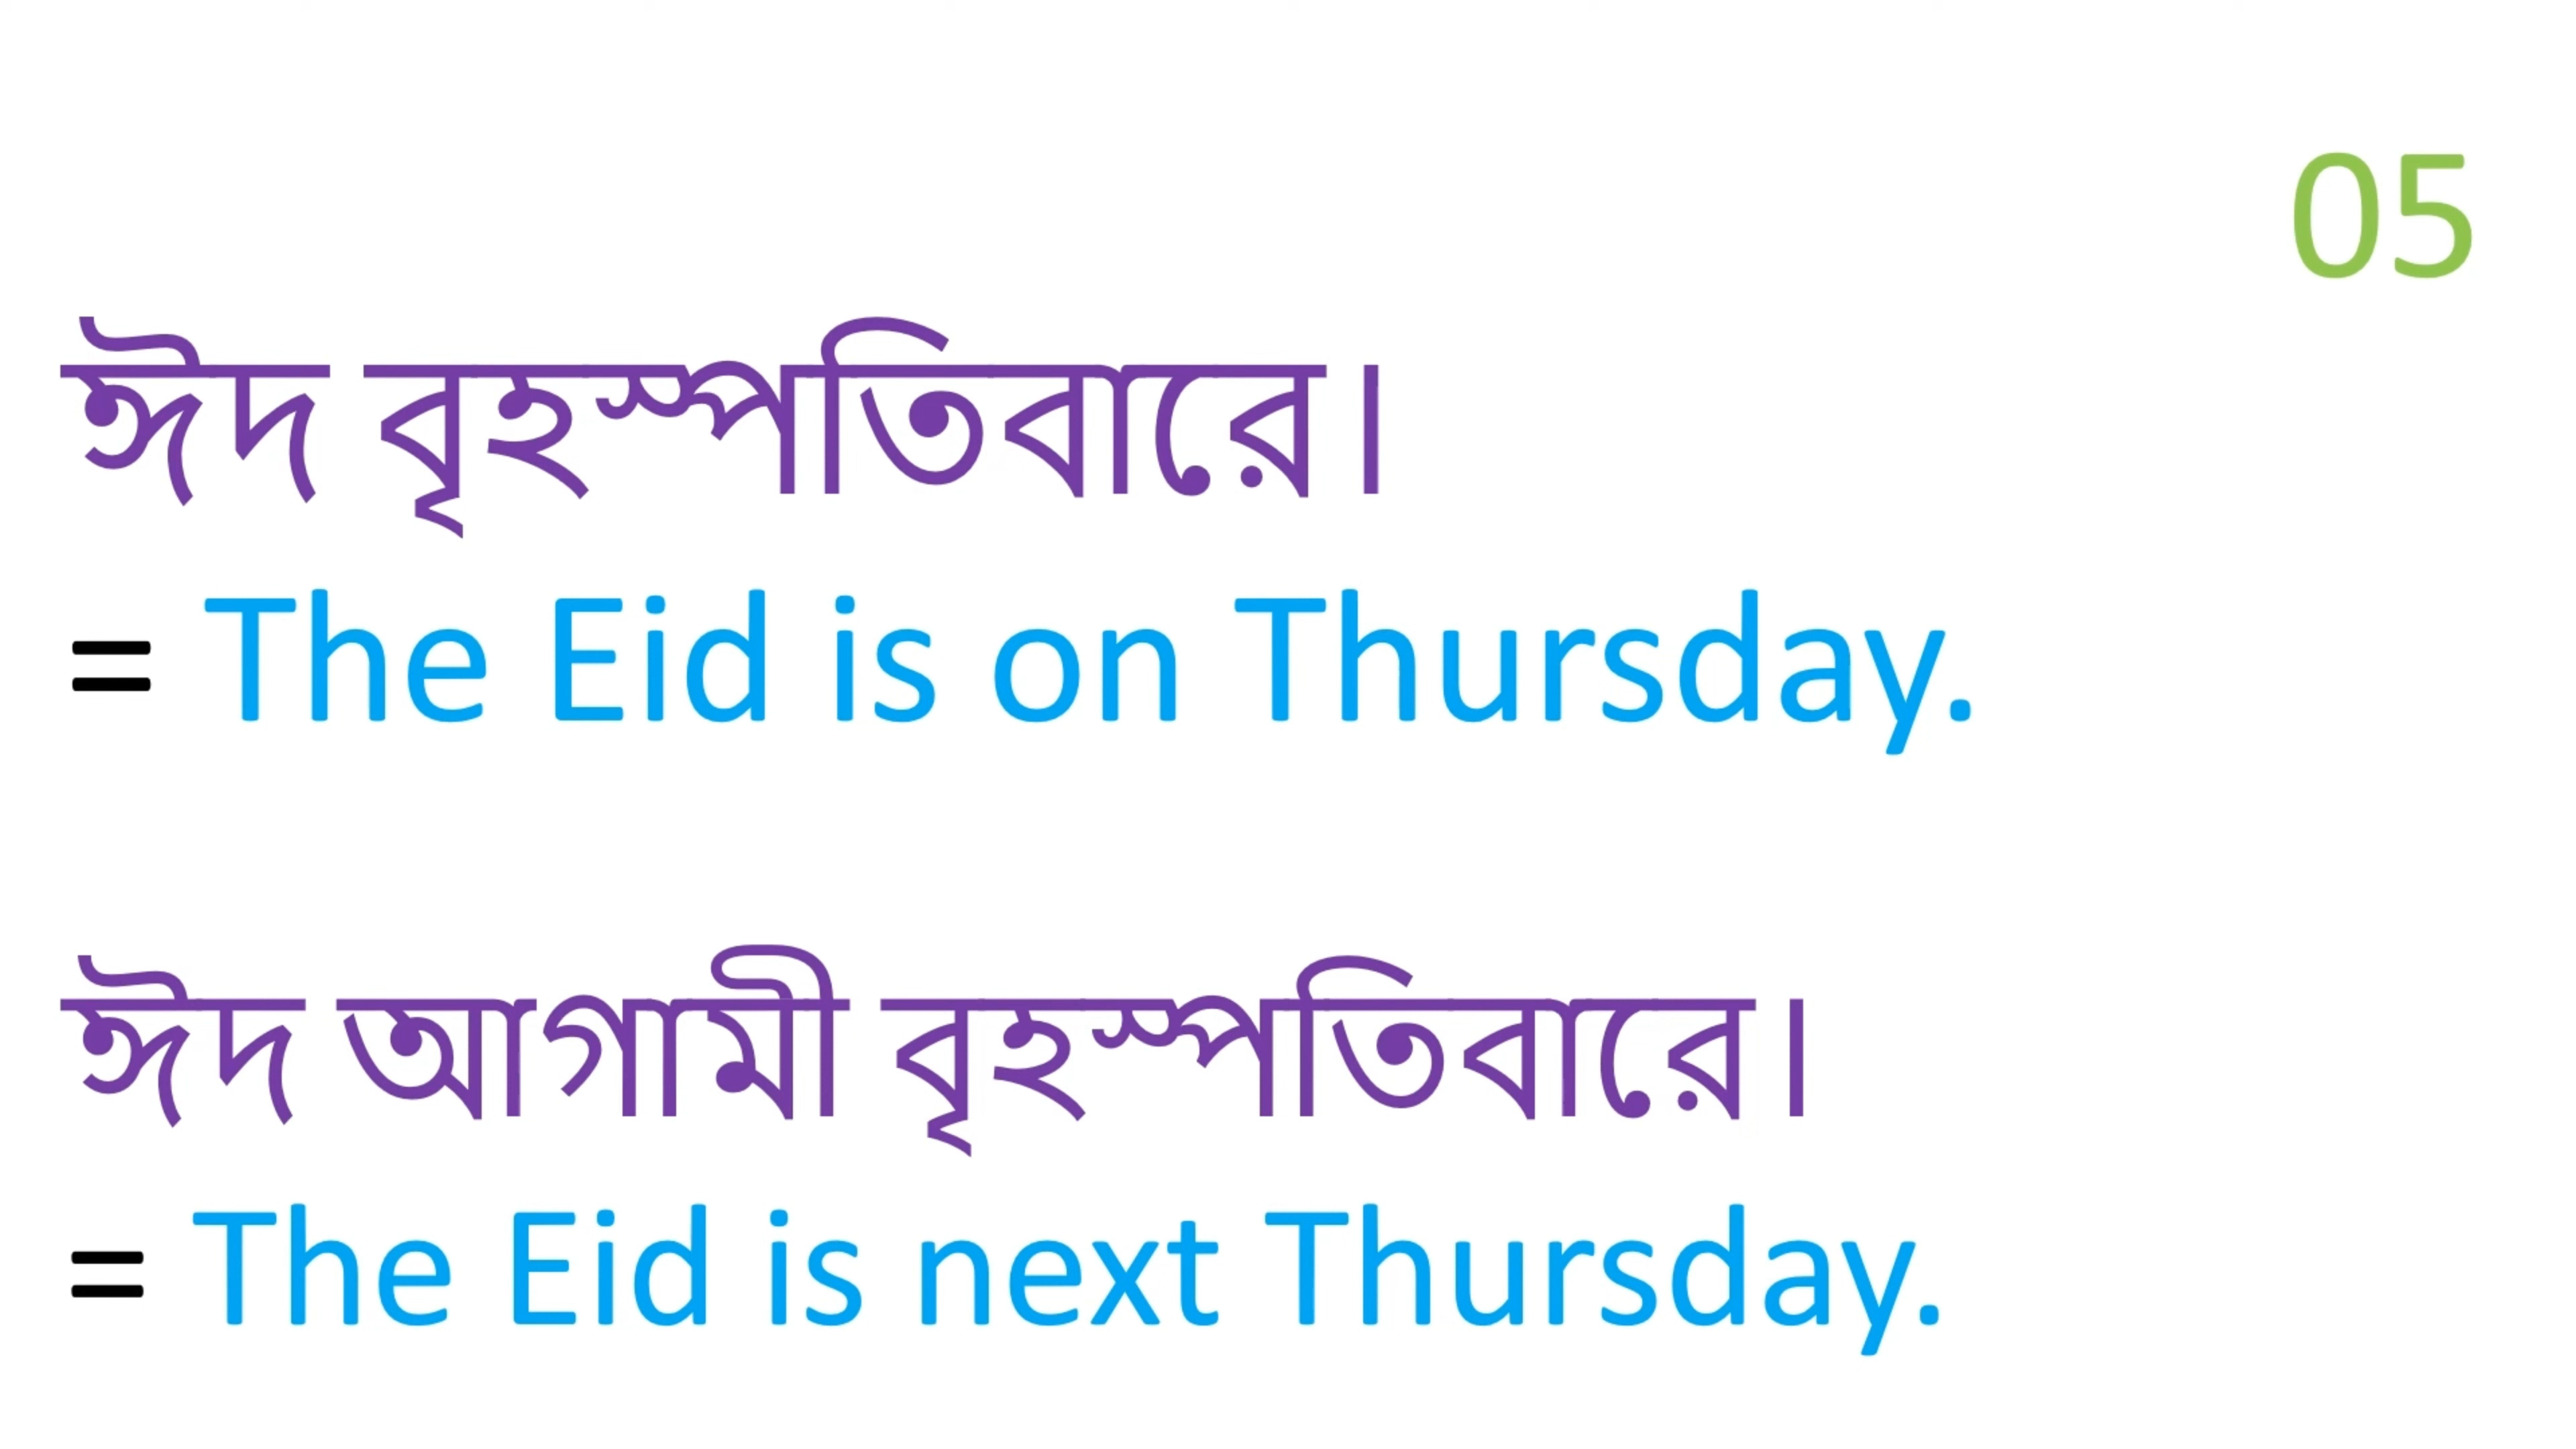 05
ঈদ বৃহস্পতিবারে।
= The Eid is on Thursday.
ঈদ আগামী বৃহস্পতিবারে।
= The Eid is next Thursday.